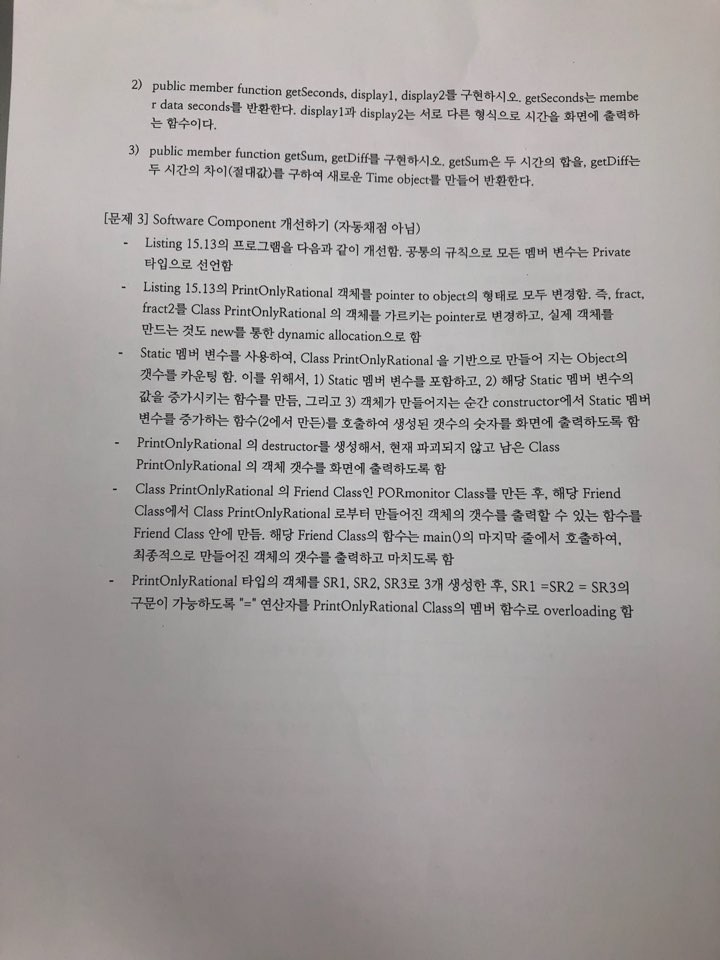 2) public member function getSeconds, display1, display2를 구현하시오. getSeconds는 membe
r data seconds를 반환한다. display1과 display2는 서로 다른 형식으로 시간을 화면에 출력하
는 함수이다.
3) public member function getSum, getDiff를 구현하시오. getSum은 두 시간의 합을, getDiff는
두 시간의 차이(절대값)를 구하여 새로운 Time object를 만들어 반환한다.
[문제 3] Software Component 개선하기 (자동채점 아님)
- Listing 15.13의 프로그램을 다음과 같이 개선함. 공통의 규칙으로 모든 멤버 변수는 Private
타입으로 선언함
- Listing 15.13의 PrintOnlyRational 객체를 pointer to object의 형태로 모두 변경함. 즉, fract,
fract2를 Class PrintOnlyRational 의 객체를 가르키는 pointer로 변경하고, 실제 객체를
만드는 것도 new를 통한 dynamic allocation으로 함
- Static 멤버 변수를 사용하여, Class PrintOnlyRational 을 기반으로 만들어 지는 Object의
갯수를 카운팅 함. 이를 위해서, 1) Static 멤버 변수를 포함하고, 2) 해당 Static 멤버 변수의
값을 증가시키는 함수를 만듬, 그리고 3) 객체가 만들어지는 순간 constructor에서 Static 멤버
변수를 증가하는 함수(2에서 만든)를 호출하여 생성된 갯수의 숫자를 화면에 출력하도록 함
- PrintOnlyRational 의 destructor를 생성해서, 현재 파괴되지 않고 남은 Class
PrintOnlyRational 의 객체 갯수를 화면에 출력하도록 함
- Class PrintOnlyRational 의 Friend Class인 PORmonitor Class를 만든 후, 해당 Friend
Class에서 Class PrintOnlyRational 로부터 만들어진 객체의 갯수를 출력할 수 있는 함수를
Friend Class 안에 만듬. 해당 Friend Class의 함수는 main()의 마지막 줄에서 호출하여,
최종적으로 만들어진 객체의 갯수를 출력하고 마치도록 함
- PrintOnlyRational 타입의 객체를 SR1, SR2, SR3로 3개 생성한 후, SR1 =SR2 = SR3의
구문이 가능하도록 "=" 연산자를 PrintOnlyRational Class의 멤버 함수로 overloading 함